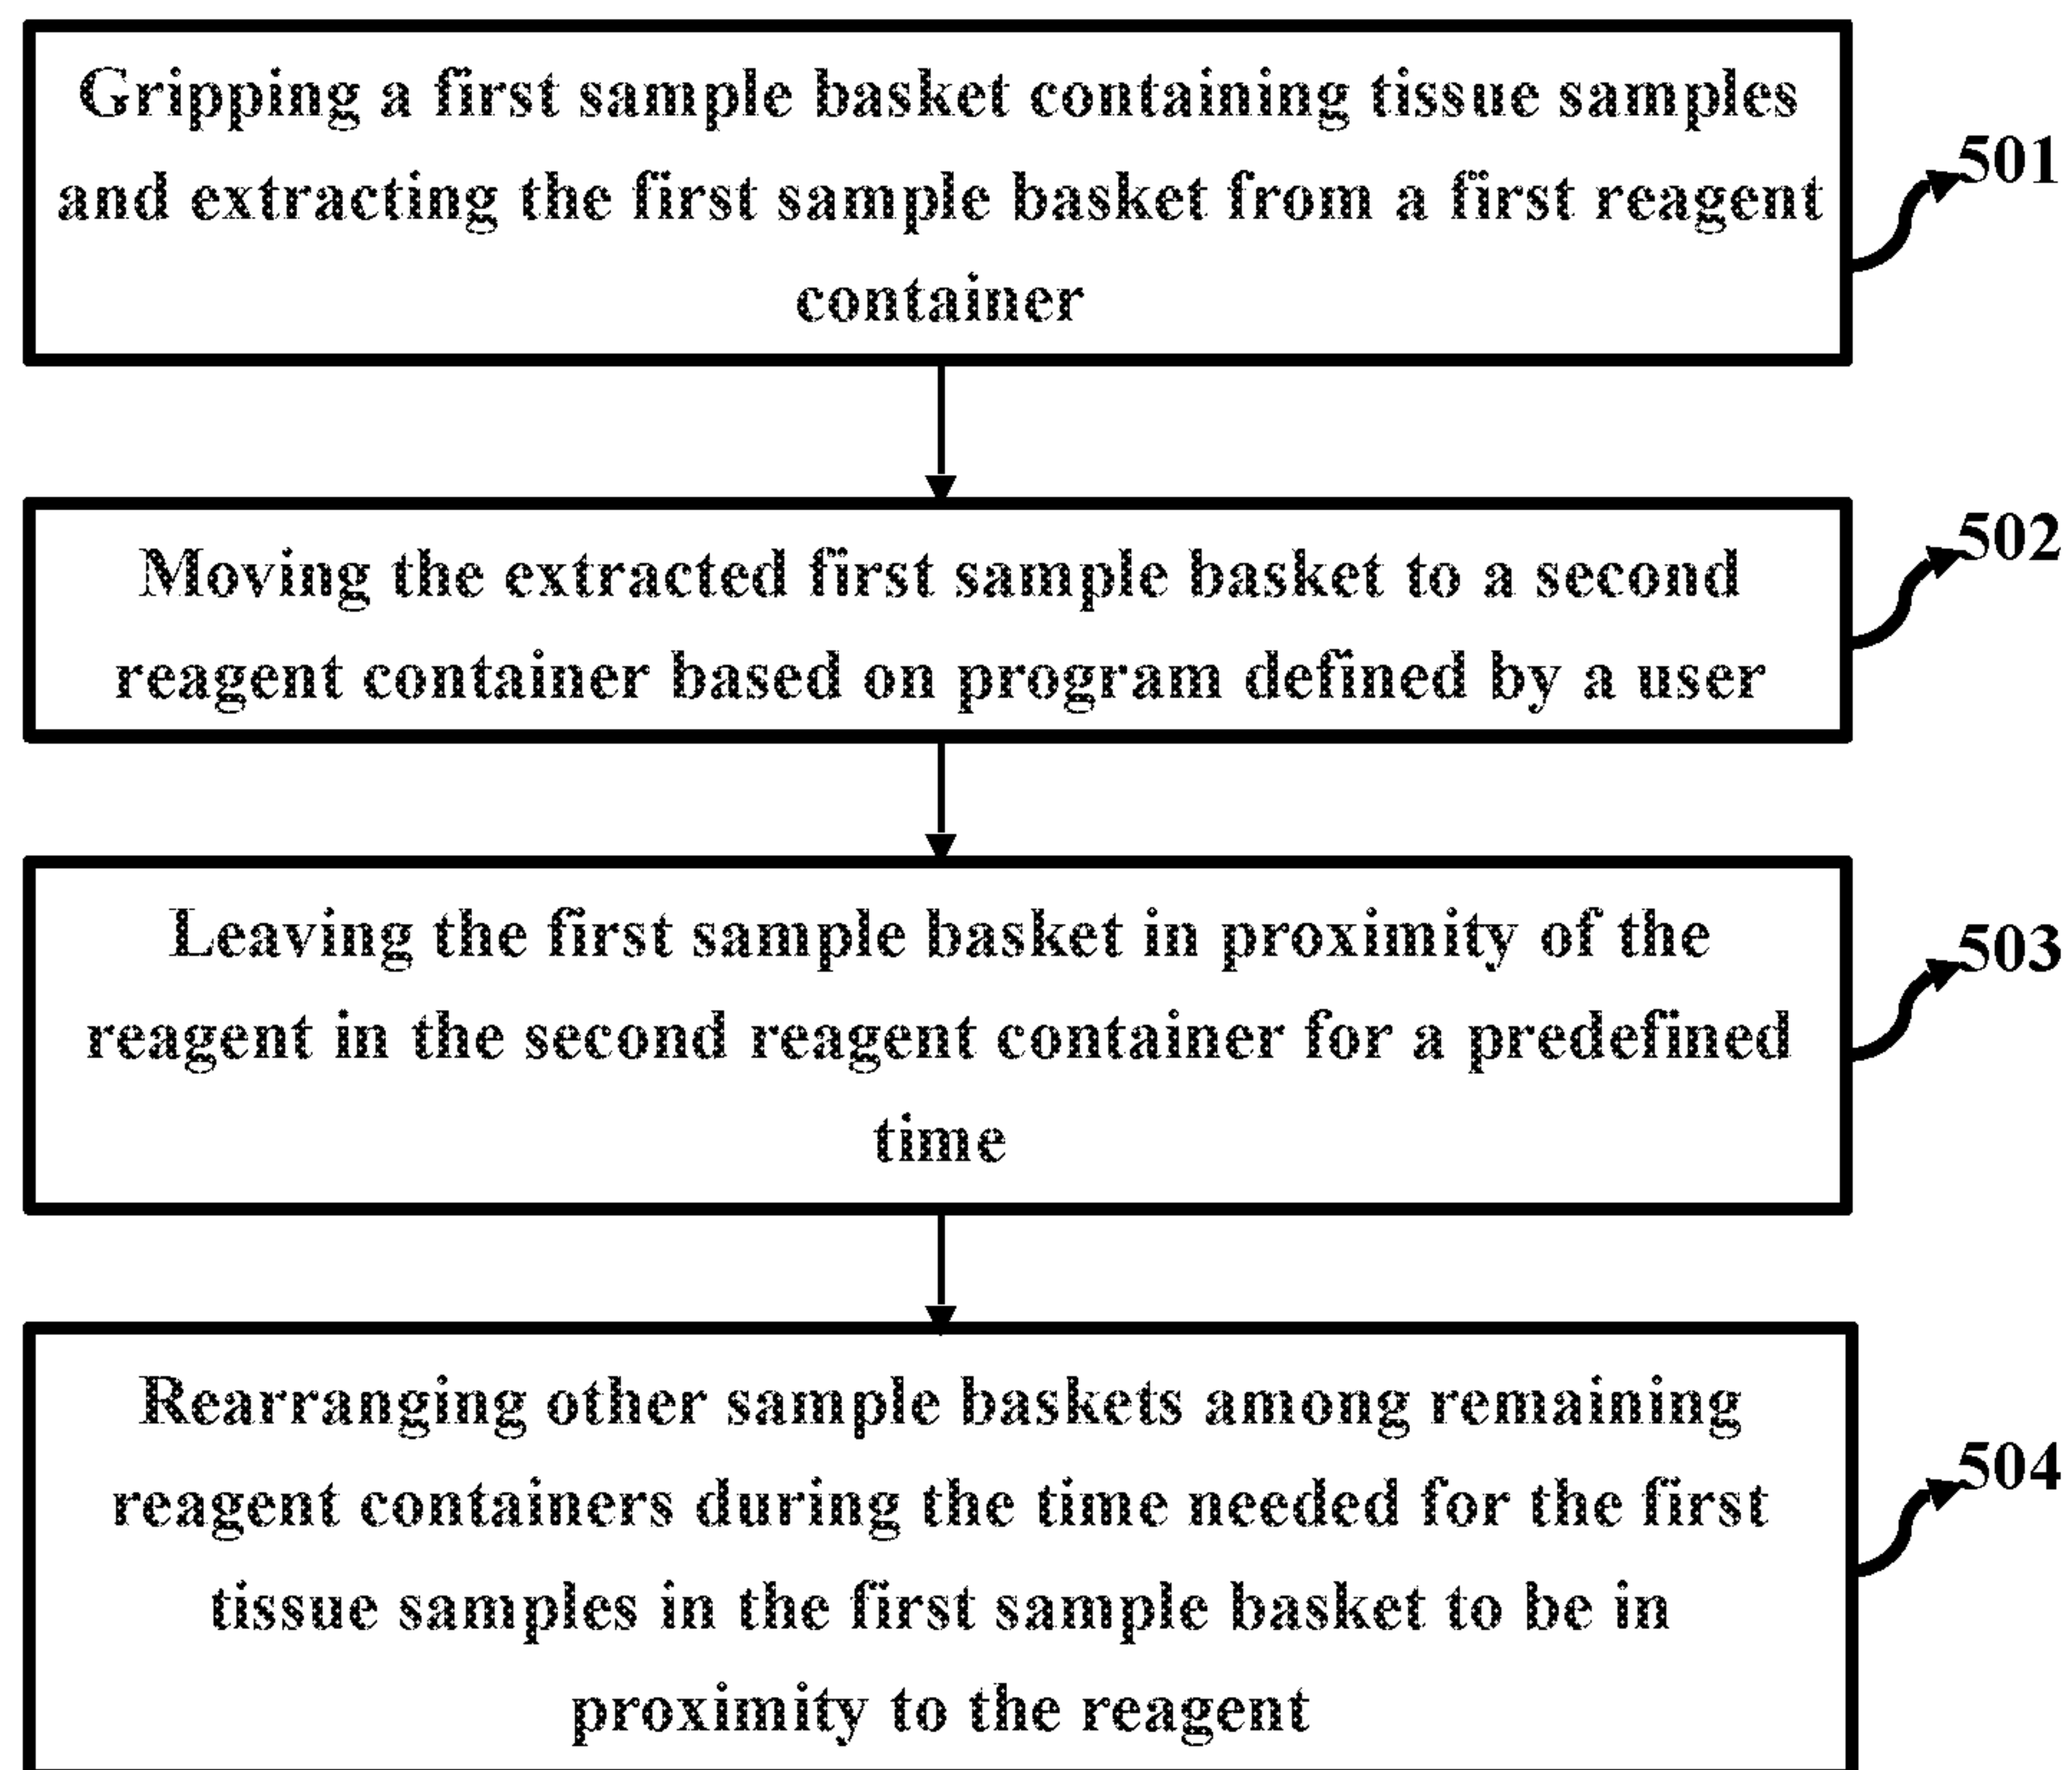 Gripping a first sample basket containing tissue samples
and extracting the first sample basket from a first reagent
container
501
Moving the extracted first sample basket to a second
reagent container based on program defined by a user
502
Leaving the first sample basket in proximity of the
reagent in the second reagent container for a predefined
time
503
Rearranging other sample baskets among remaining
reagent containers during the time needed for the first
tissue samples in the first sample basket to be in
proximity to the reagent
504